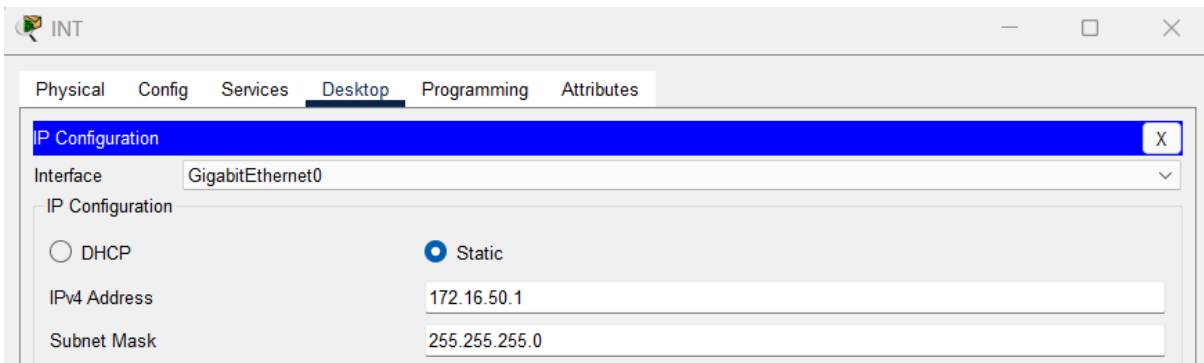 INT
Physical Config Services Desktop Programming Attributes
IP Configuration X
Interface GigabitEthernet0
IP Configuration
DHCP Static
IPv4 Address 172.16.50.1
Subnet Mask 255.255.255.0